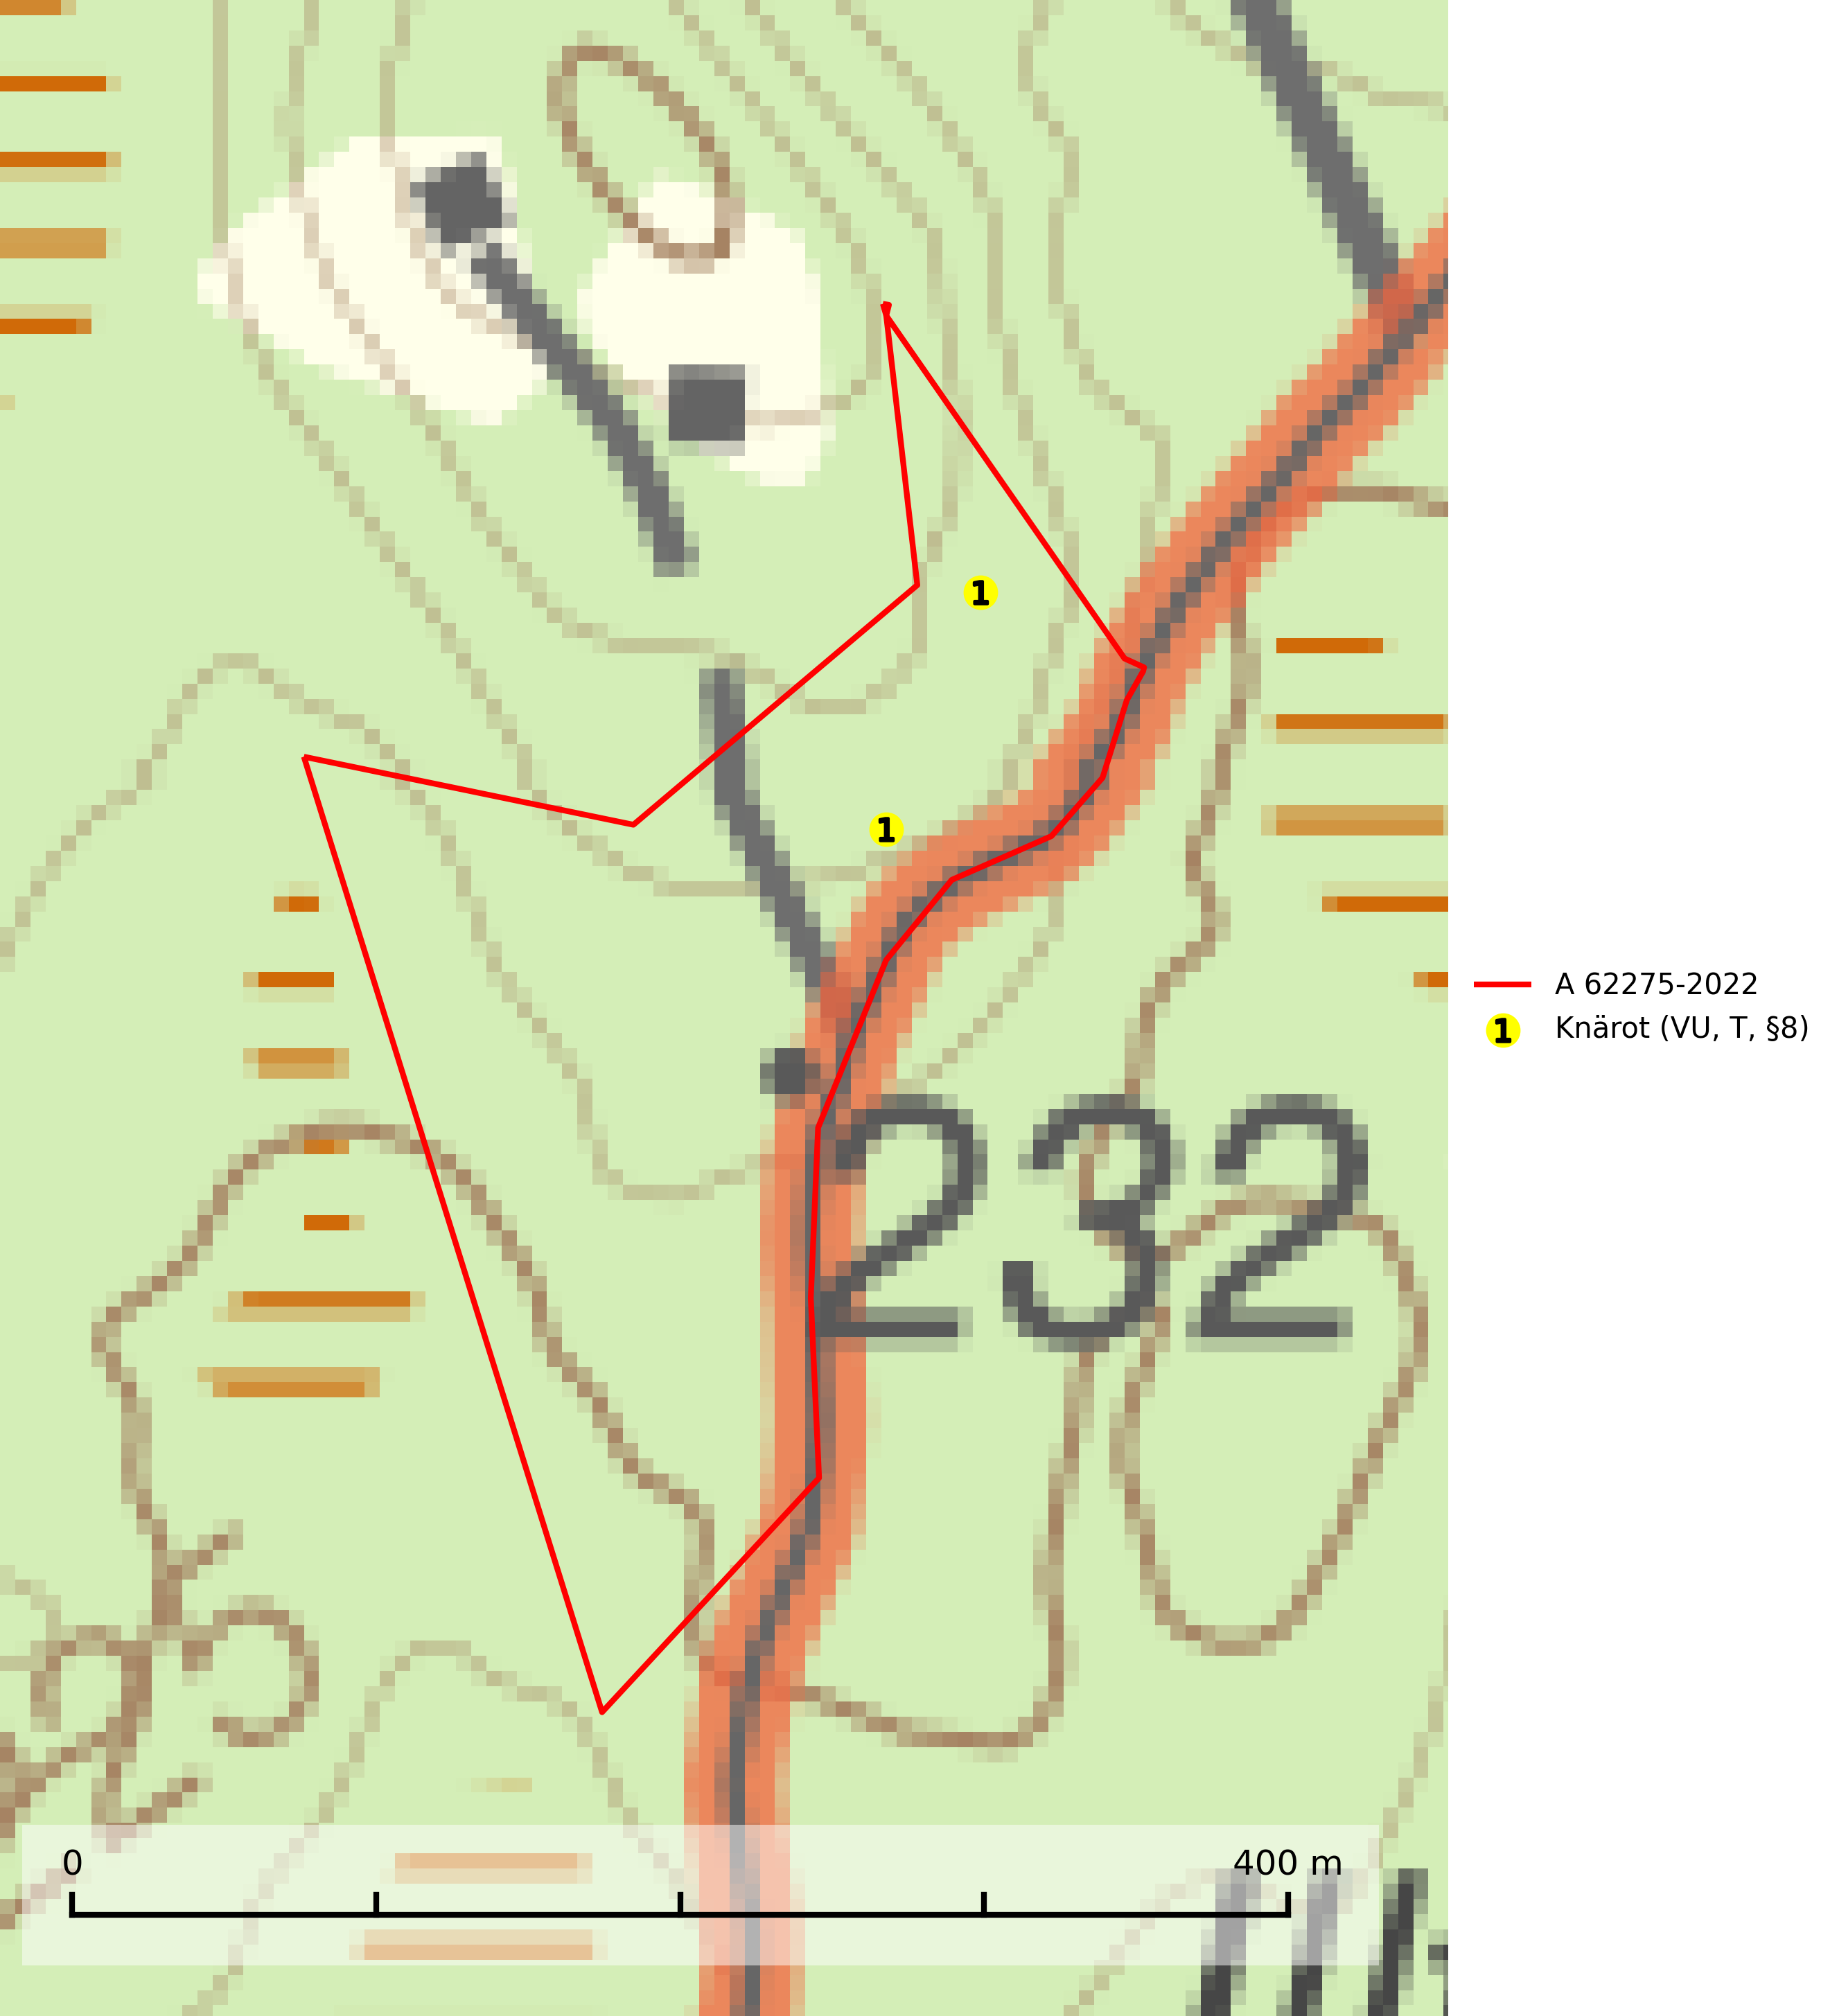 1
1
232
A 62275-2022
1 Knärot (VU, T, §8)
0 400 m